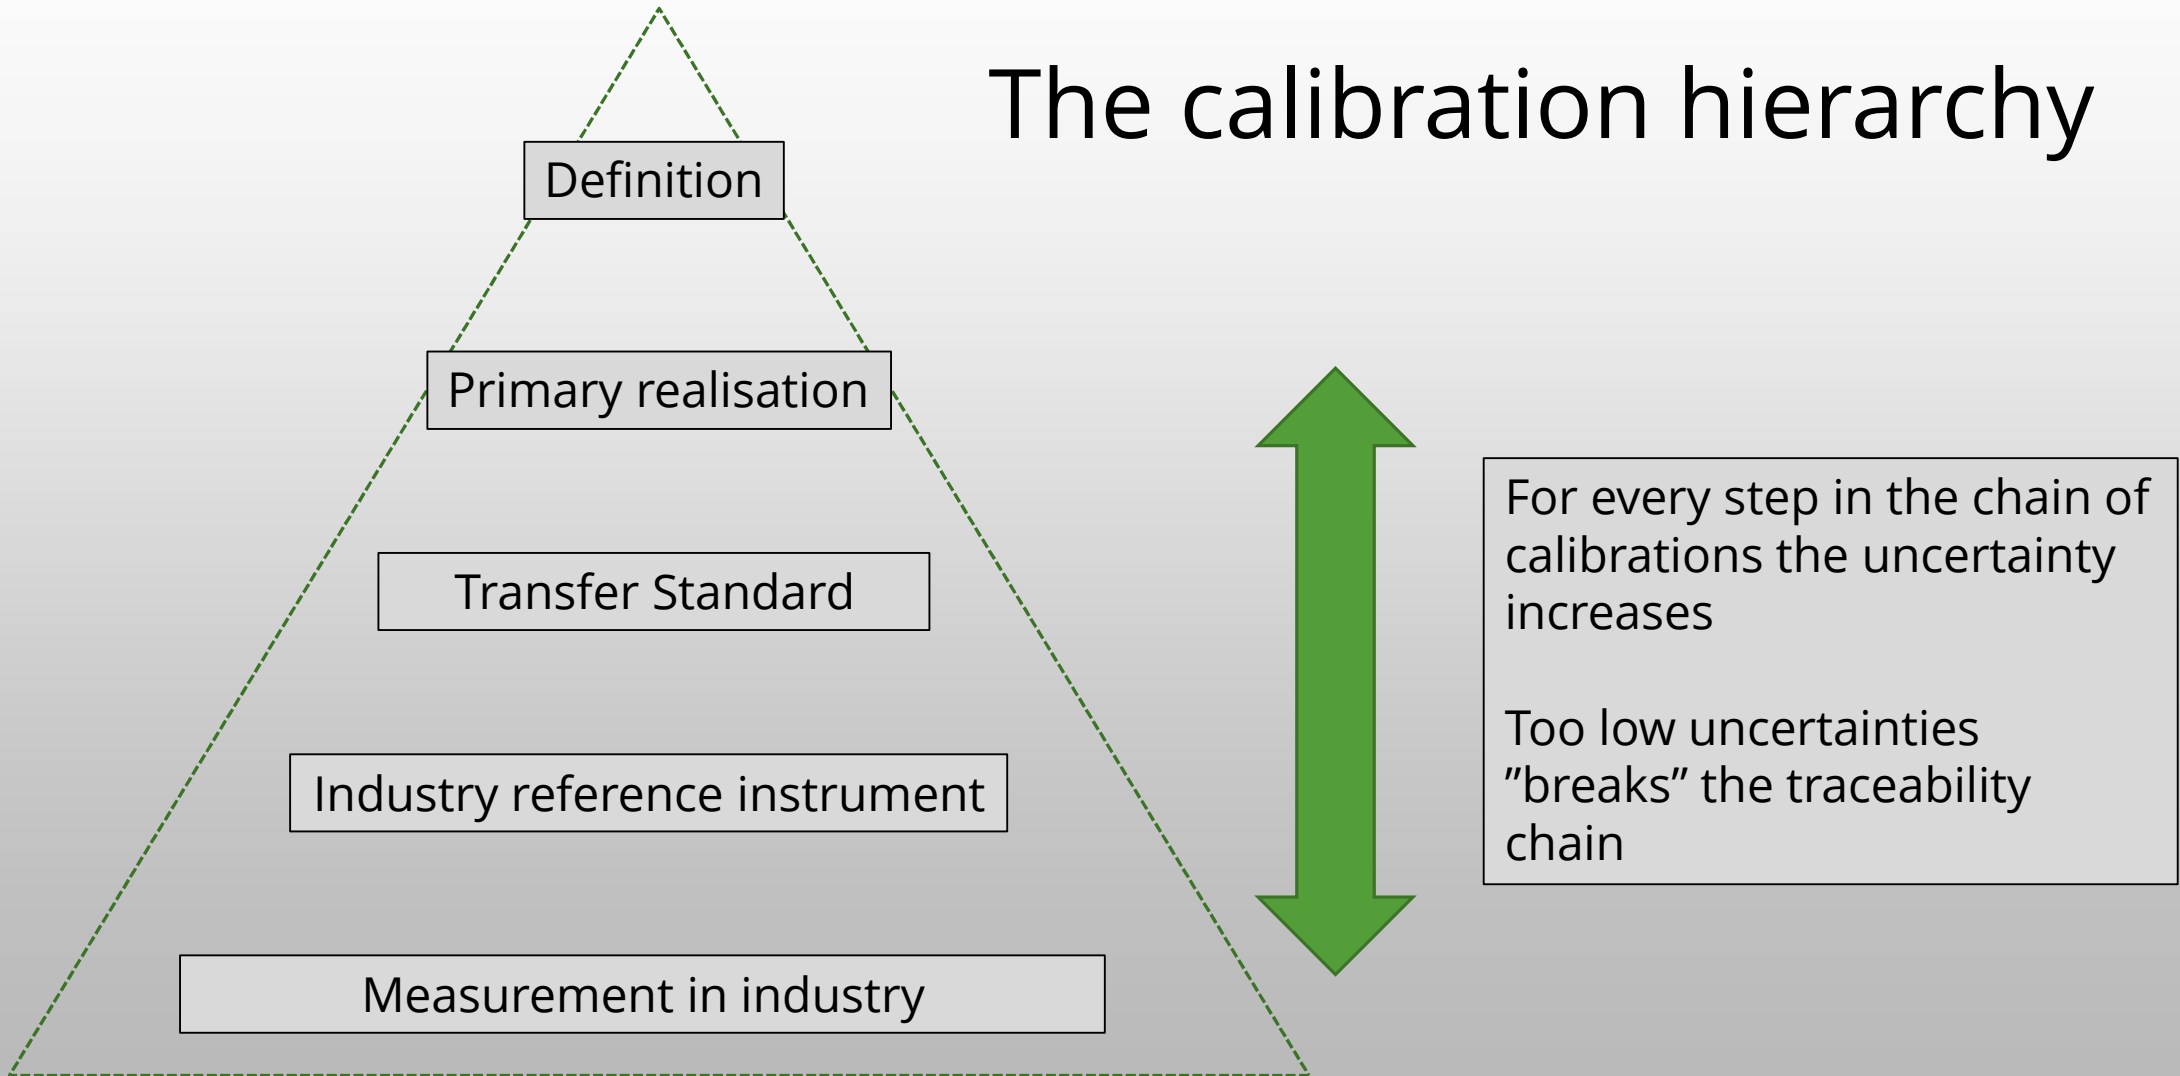 The calibration hierarchy
Definition
Primary realisation
Transfer Standard
Industry reference instrument
Measurement in industry
For every step in the chain of
calibrations the uncertainty
increases
Too low uncertainties
”breaks” the traceability
chain